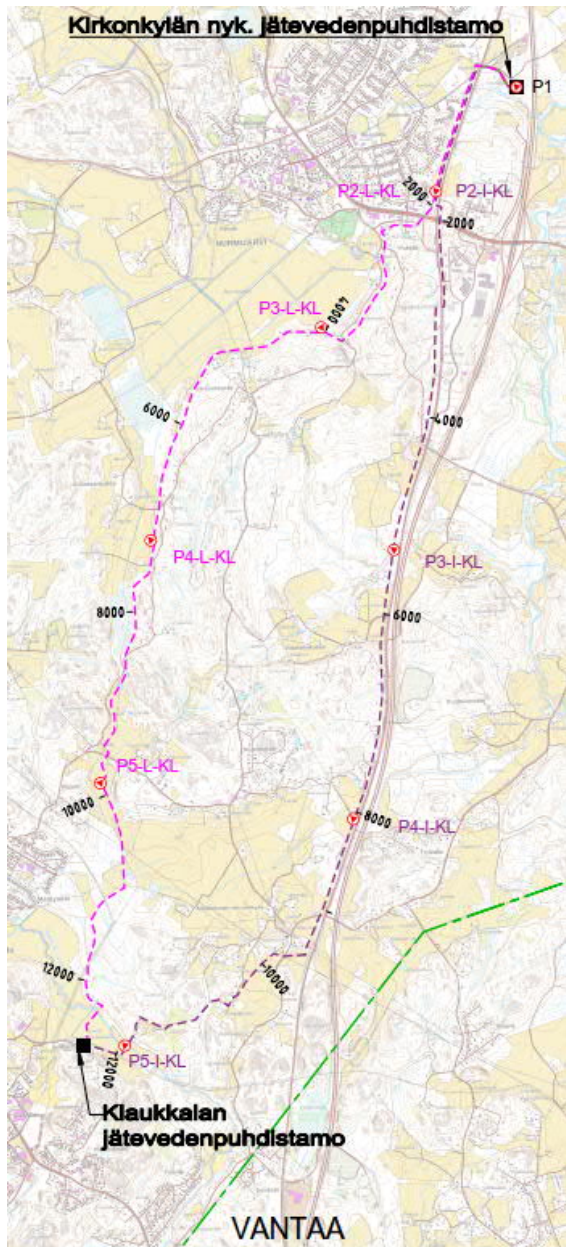 Kirkonkylän nyk. jätevedenpuhdistamo
P1
P2-L-KL
P2-I-KL
2000
2000
NURMIJÄRVI
P3-L-KL
4000
6000
4000
P4-L-KL
P3-I-KL
8000
6000
P5-L-KL
10000
8000
P4-I-KL
12000
10000
12000
P5-I-KL
Klaukkalan
jätevedenpuhdistamo
VANTAA